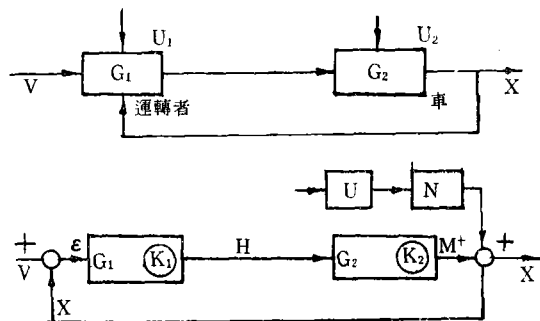 U₁ U₂
V G₁ G₂ X
運轉者 車
U N
+ ε G₁ K₁ H G₂ K₂ M⁺ +
V X
X